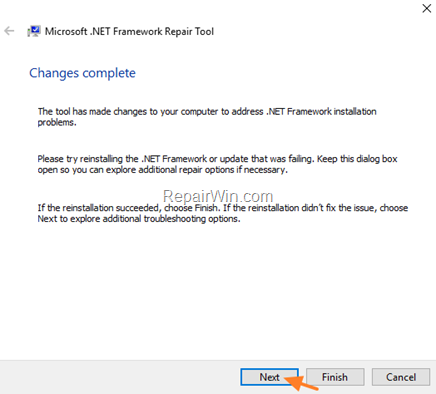 Microsoft .NET Framework Repair Tool
Changes complete
The tool has made changes to your computer to address .NET Framework installation
problems.
Please try reinstalling the .NET Framework or update that was failing. Keep this dialog box
open so you can explore additional repair options if necessary.
RepairWin.com
If the reinstallation succeeded, choose Finish. If the reinstallation didn't fix the issue, choose
Next to explore additional troubleshooting options.
Next
Finish
Cancel